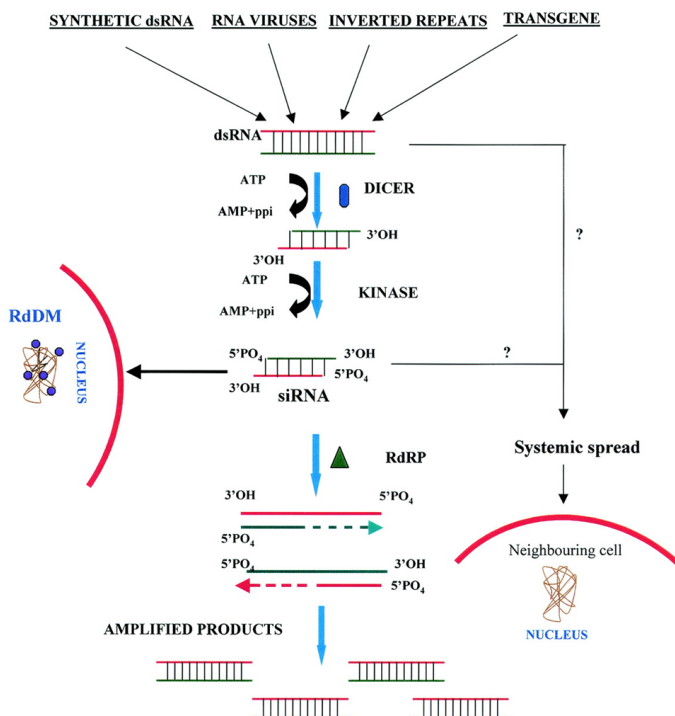 SYNTHETIC dsRNA RNA VIRUSES INVERTED REPEATS TRANSGENE
dsRNA
ATP
DICER
AMP+ppi
3’OH
?
3’OH
ATP
KINASE
AMP+ppi
RdDM
NUCLEUS
5’PO4 3’OH
?
3’OH 5’PO4
siRNA
RdRP
Systemic spread
3’OH 5’PO4
5’PO4
5’PO4 3’OH
5’PO4
Neighbouring cell
NUCLEUS
AMPLIFIED PRODUCTS